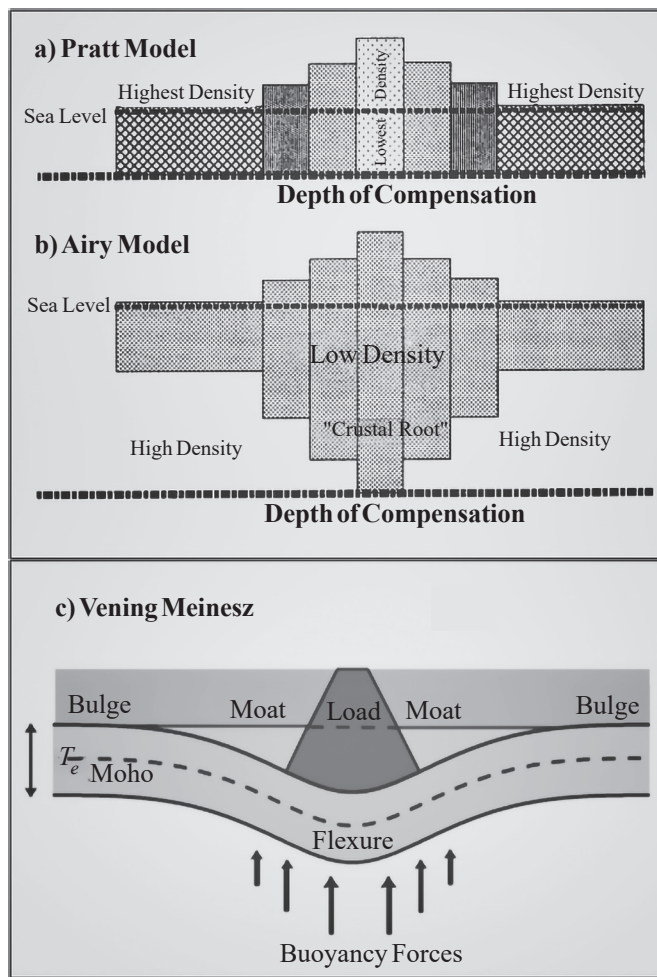 a) Pratt Model
Highest Density
Lowest Density
Highest Density
Sea Level
Depth of Compensation
b) Airy Model
Sea Level
Low Density
"Crustal Root"
High Density
High Density
Depth of Compensation
c) Vening Meinesz
Bulge
Moat
Load
Moat
Bulge
Te
Moho
Flexure
Buoyancy Forces